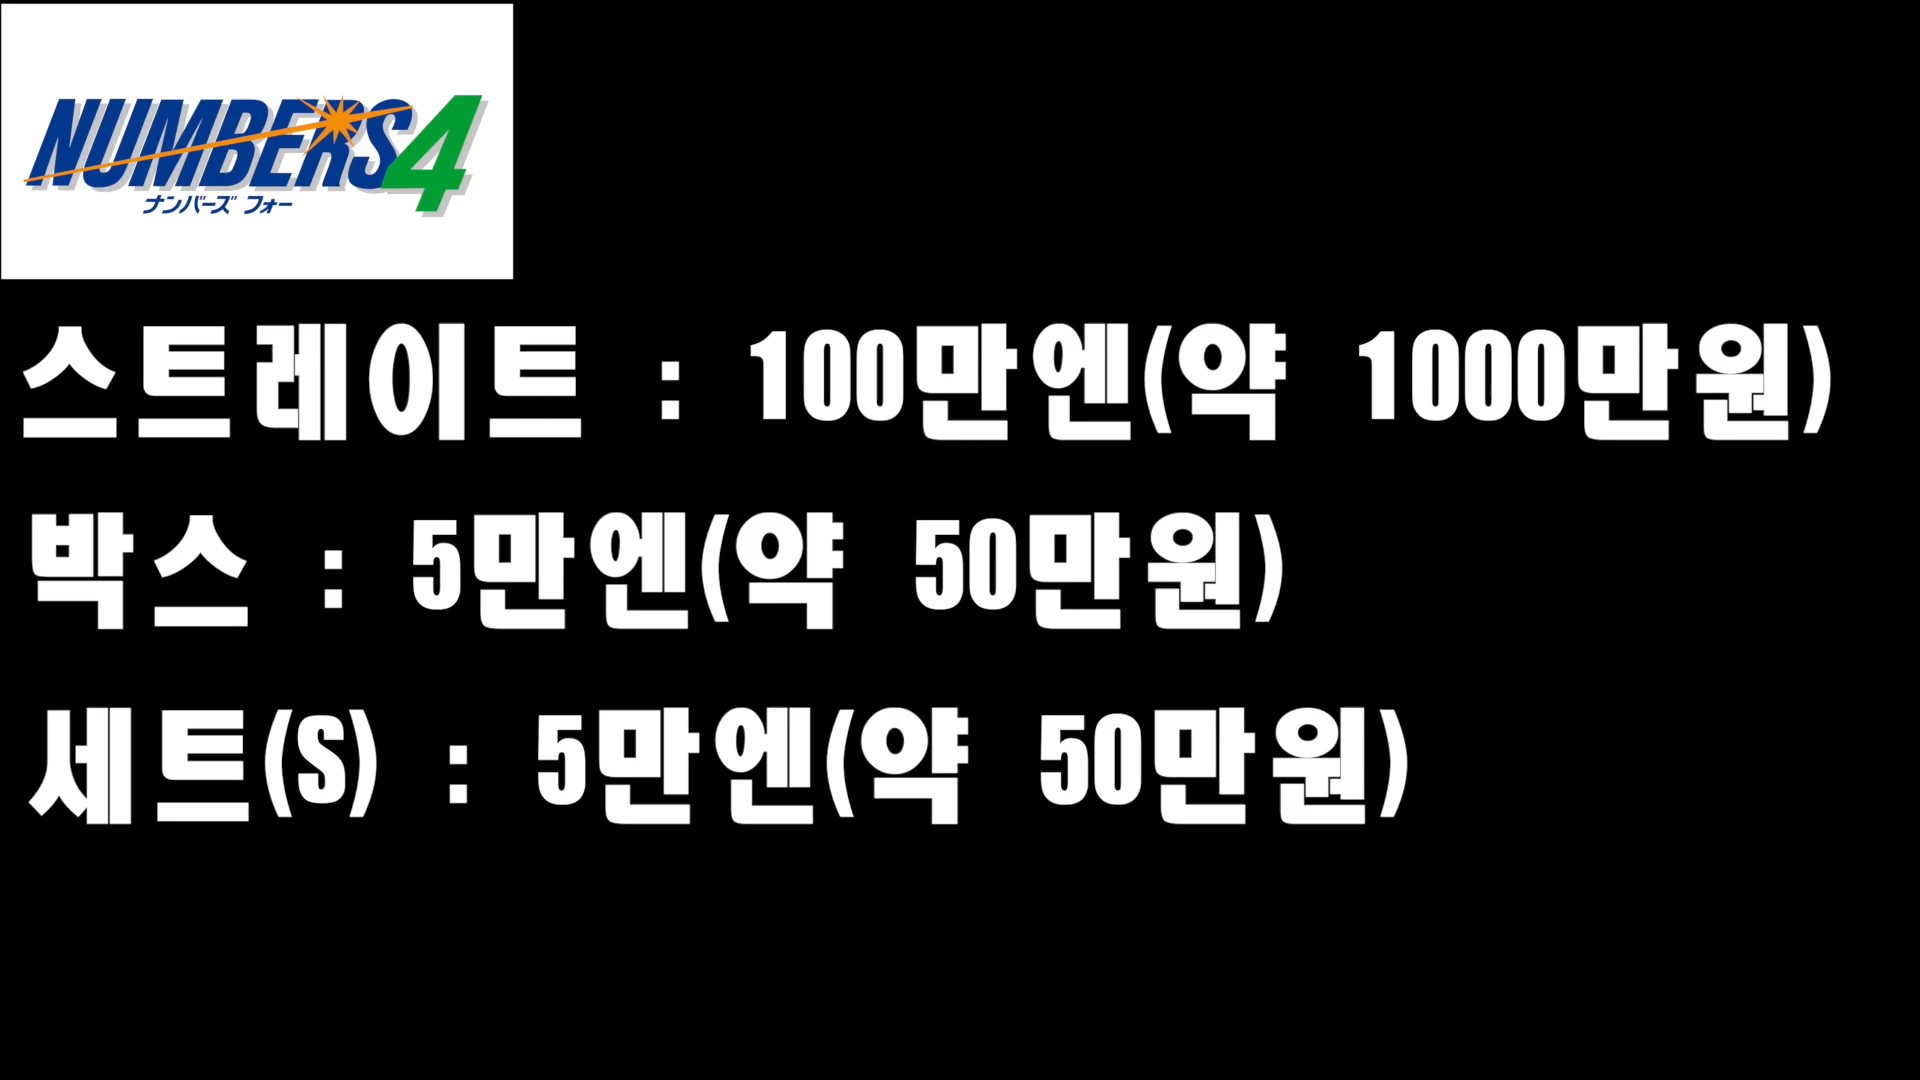 NUMBERS4
ナンバーズ フォー
스트레이트 : 100만엔(약 1000만원)
박스 : 5만엔(약 50만원)
세트(S) : 5만엔(약 50만원)